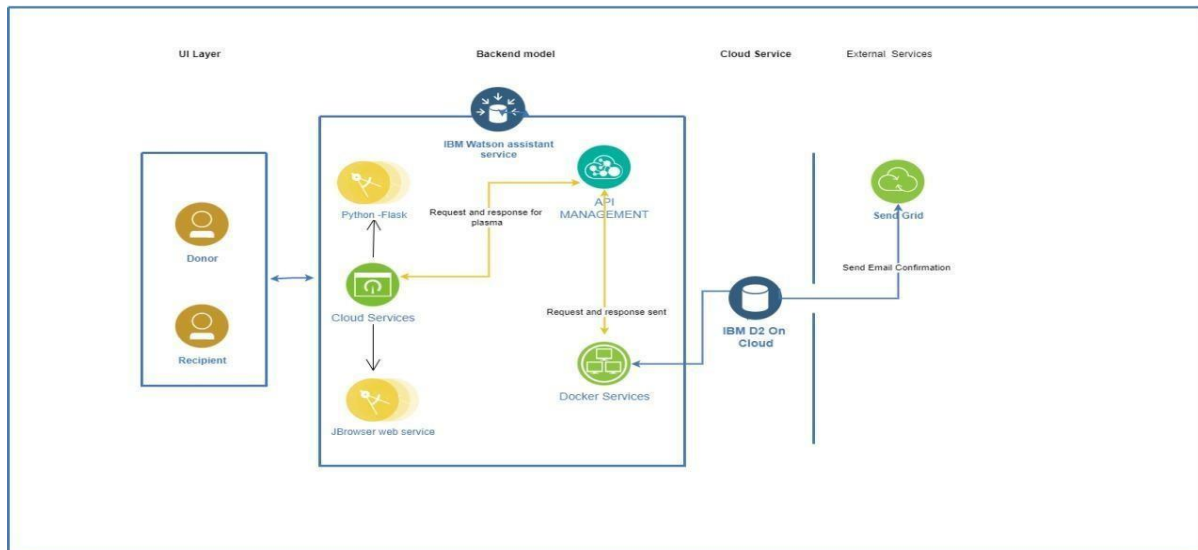 UI Layer
Backend model
Cloud Service
External Services
IBM Watson assistant
service
Python -Flask
Request and response for
plasma
API
MANAGEMENT
Send Grid
Donor
Send Email Confirmation
Cloud Services
Request and response sent
IBM D2 On
Cloud
Recipient
Docker Services
JBrowser web service